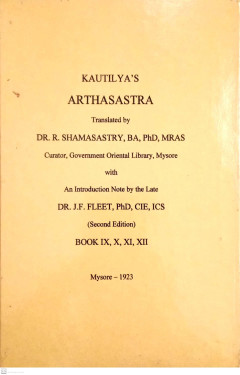 KAUTILYA'S
ARTHASASTRA
Translated by
DR. R. SHAMASASTRY, BA, PhD, MRAS
Curator, Government Oriental Library, Mysore
with
An Introduction Note by the Late
DR. J.F. FLEET, PhD, CIE, ICS
(Second Edition)
BOOK IX, X, XI, XII
Mysore – 1923